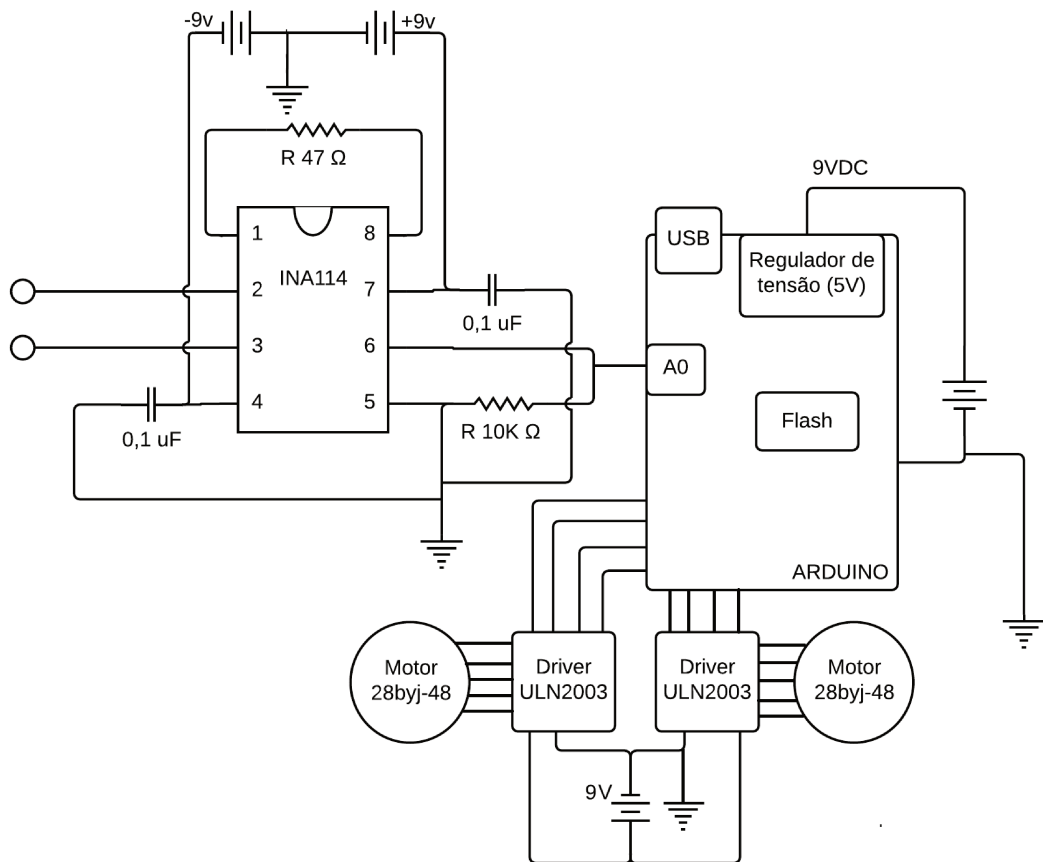 -9v
+9v
R 47 Ω
1
8
INA114
2
7
3
6
4
5
0,1 uF
0,1 uF
R 10K Ω
9VDC
USB
Regulador de
tensão (5V)
A0
Flash
ARDUINO
Motor
28byj-48
Driver
ULN2003
Driver
ULN2003
Motor
28byj-48
9V